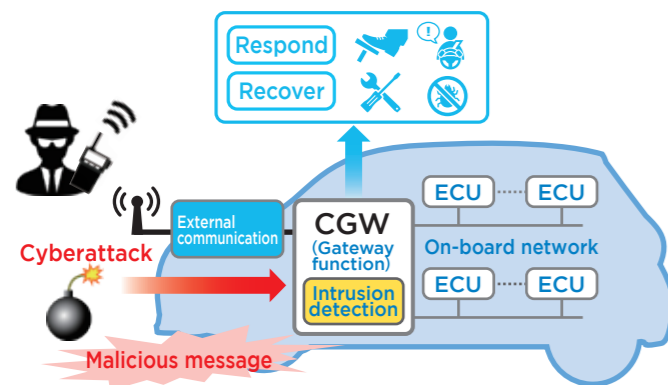 Respond
!
Recover
External
communication
CGW
(Gateway
function)
Intrusion
detection
ECU
ECU
On-board network
ECU
ECU
Cyberattack
Malicious message